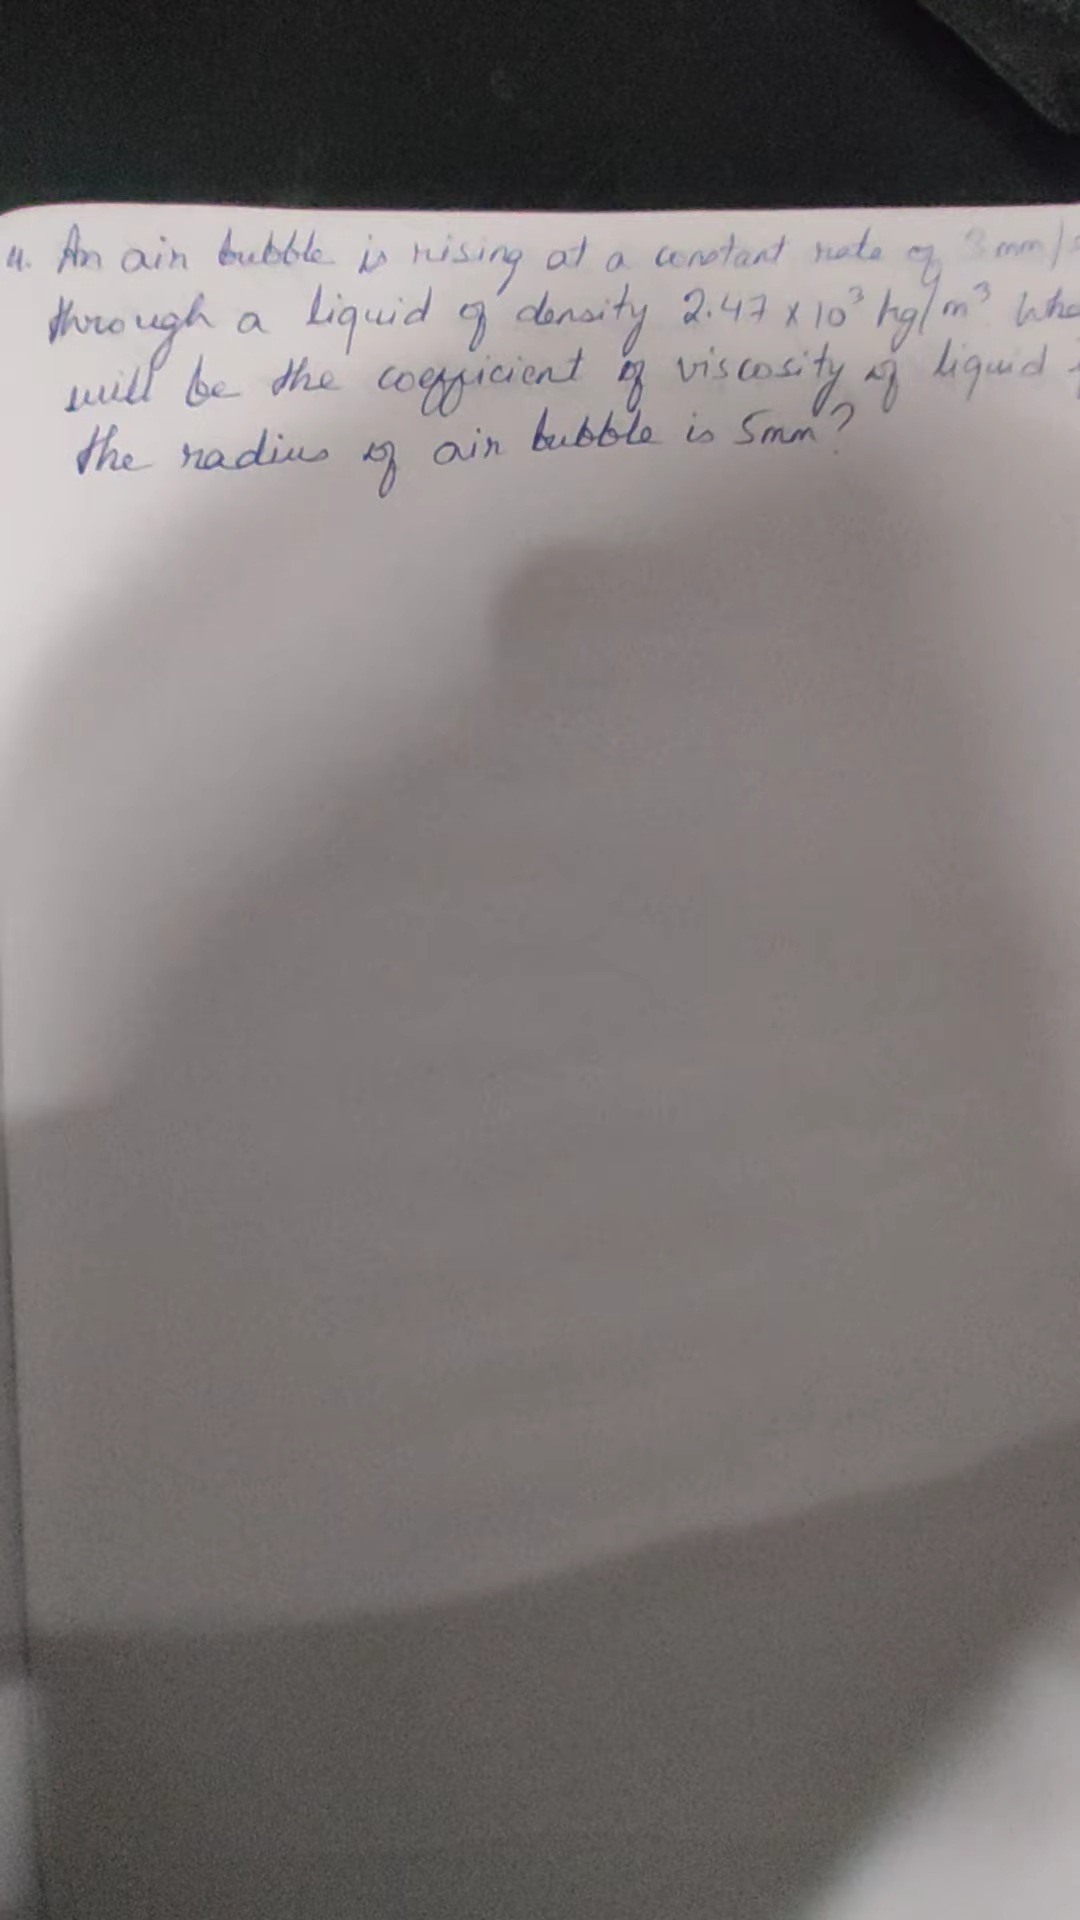 4. An air bubble is rising at a constant rate of 3 mm/s
through a liquid of density 2.47 x 10³ kg/m³ Wha
will be the coefficient of viscosity of liquid
the radius of air bubble is 5mm?